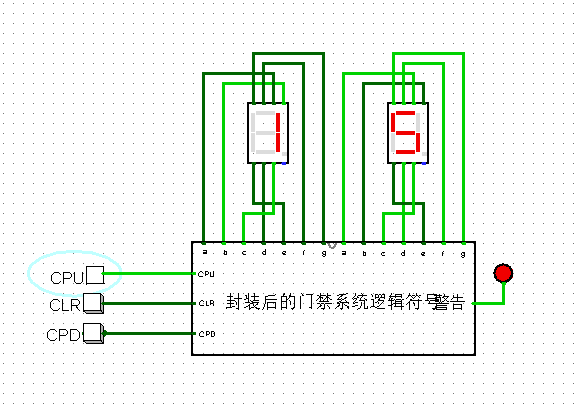 15
a b c d e f g a b c d e f g
CPU CPU
CLR CLR 封装后的门禁系统逻辑符号 警告
CPD CPD